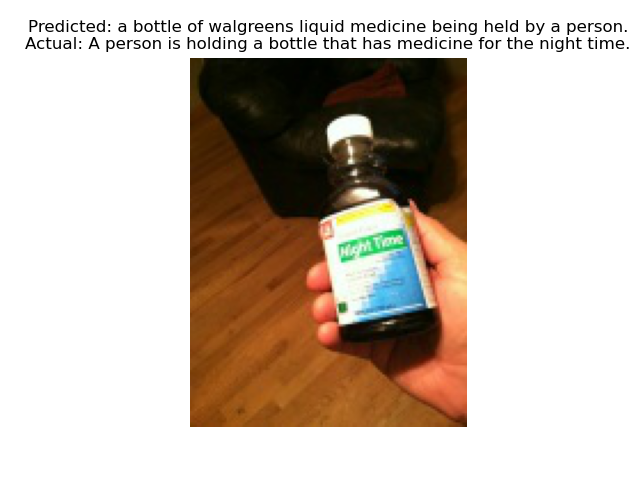 Predicted: a bottle of walgreens liquid medicine being held by a person.
Actual: A person is holding a bottle that has medicine for the night time.
Night Time